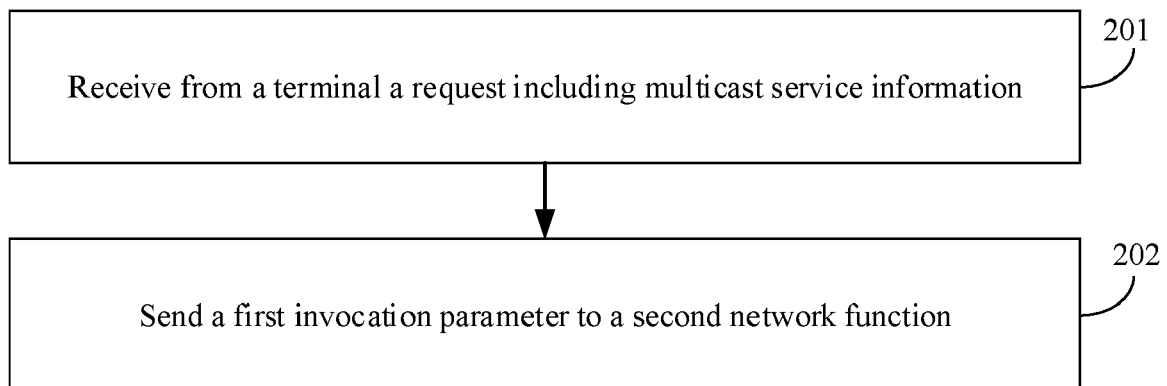 201
Receive from a terminal a request including multicast service information
202
Send a first invocation parameter to a second network function